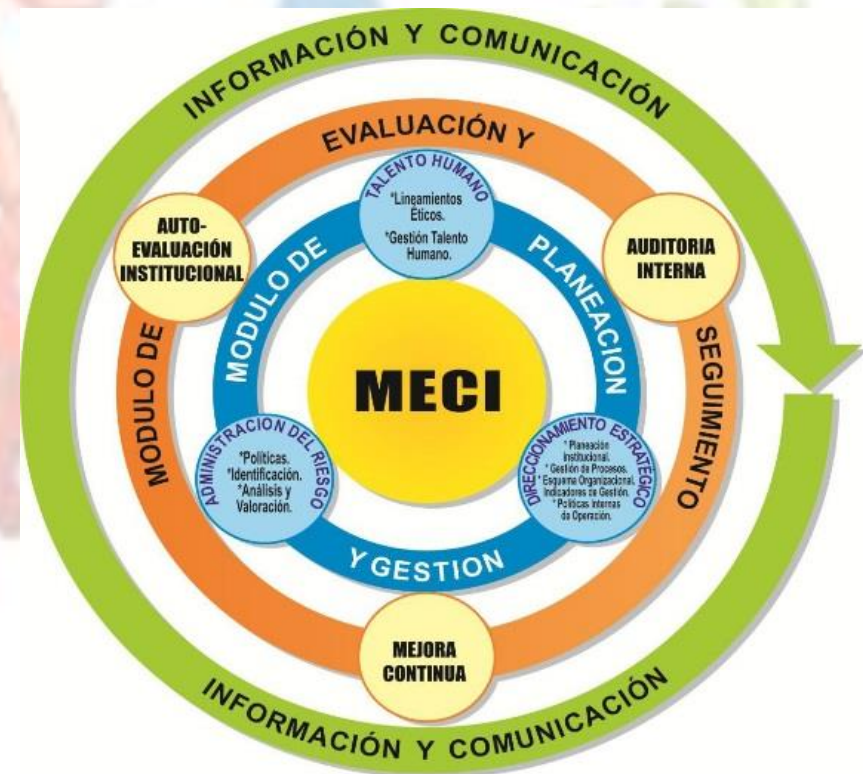 INFORMACIÓN Y COMUNICACIÓN
EVALUACIÓN Y
TALENTO HUMANO
*Lineamientos
Éticos.
*Gestión Talento
Humano.
AUTO-
EVALUACIÓN
INSTITUCIONAL
AUDITORIA
INTERNA
MODULO DE
PLANEACION
MECI
MODULO DE
SEGUIMIENTO
ADMINISTRACION DEL RIESGO
*Políticas.
*Identificación.
*Análisis y
Valoración.
DIRECCIONAMIENTO ESTRATÉGICO
* Planeación
Institucional.
* Gestión de Procesos.
* Esquema Organizacional.
Indicadores de Gestión.
* Políticas Internas
de Operación.
Y GESTION
MEJORA
CONTINUA
INFORMACIÓN Y COMUNICACIÓN